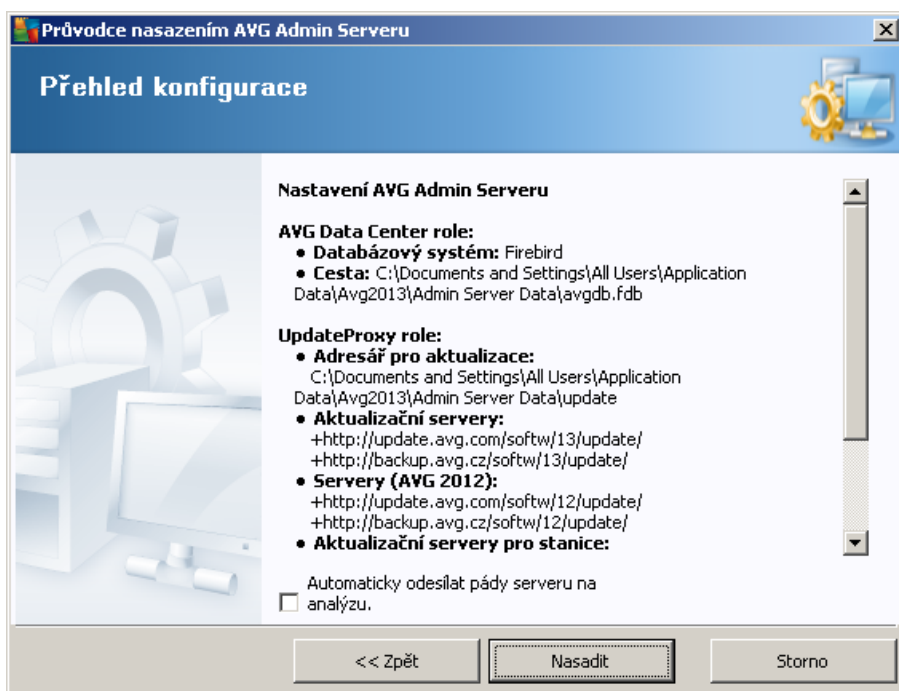 Průvodce nasazením AVG Admin Serveru
Přehled konfigurace
Nastavení AVG Admin Serveru
AVG Data Center role:
• Databázový systém: Firebird
• Cesta: C:\Documents and Settings\All Users\Application
Data\Avg2013\Admin Server Data\avgdb.fdb
UpdateProxy role:
• Adresář pro aktualizace:
C:\Documents and Settings\All Users\Application
Data\Avg2013\Admin Server Data\update
• Aktualizační servery:
+http://update.avg.com/softw/13/update/
+http://backup.avg.cz/softw/13/update/
• Servery (AVG 2012):
+http://update.avg.com/softw/12/update/
+http://backup.avg.cz/softw/12/update/
• Aktualizační servery pro stanice:
Automaticky odesílat pády serveru na
analýzu.
<< Zpět
Nasadit
Storno